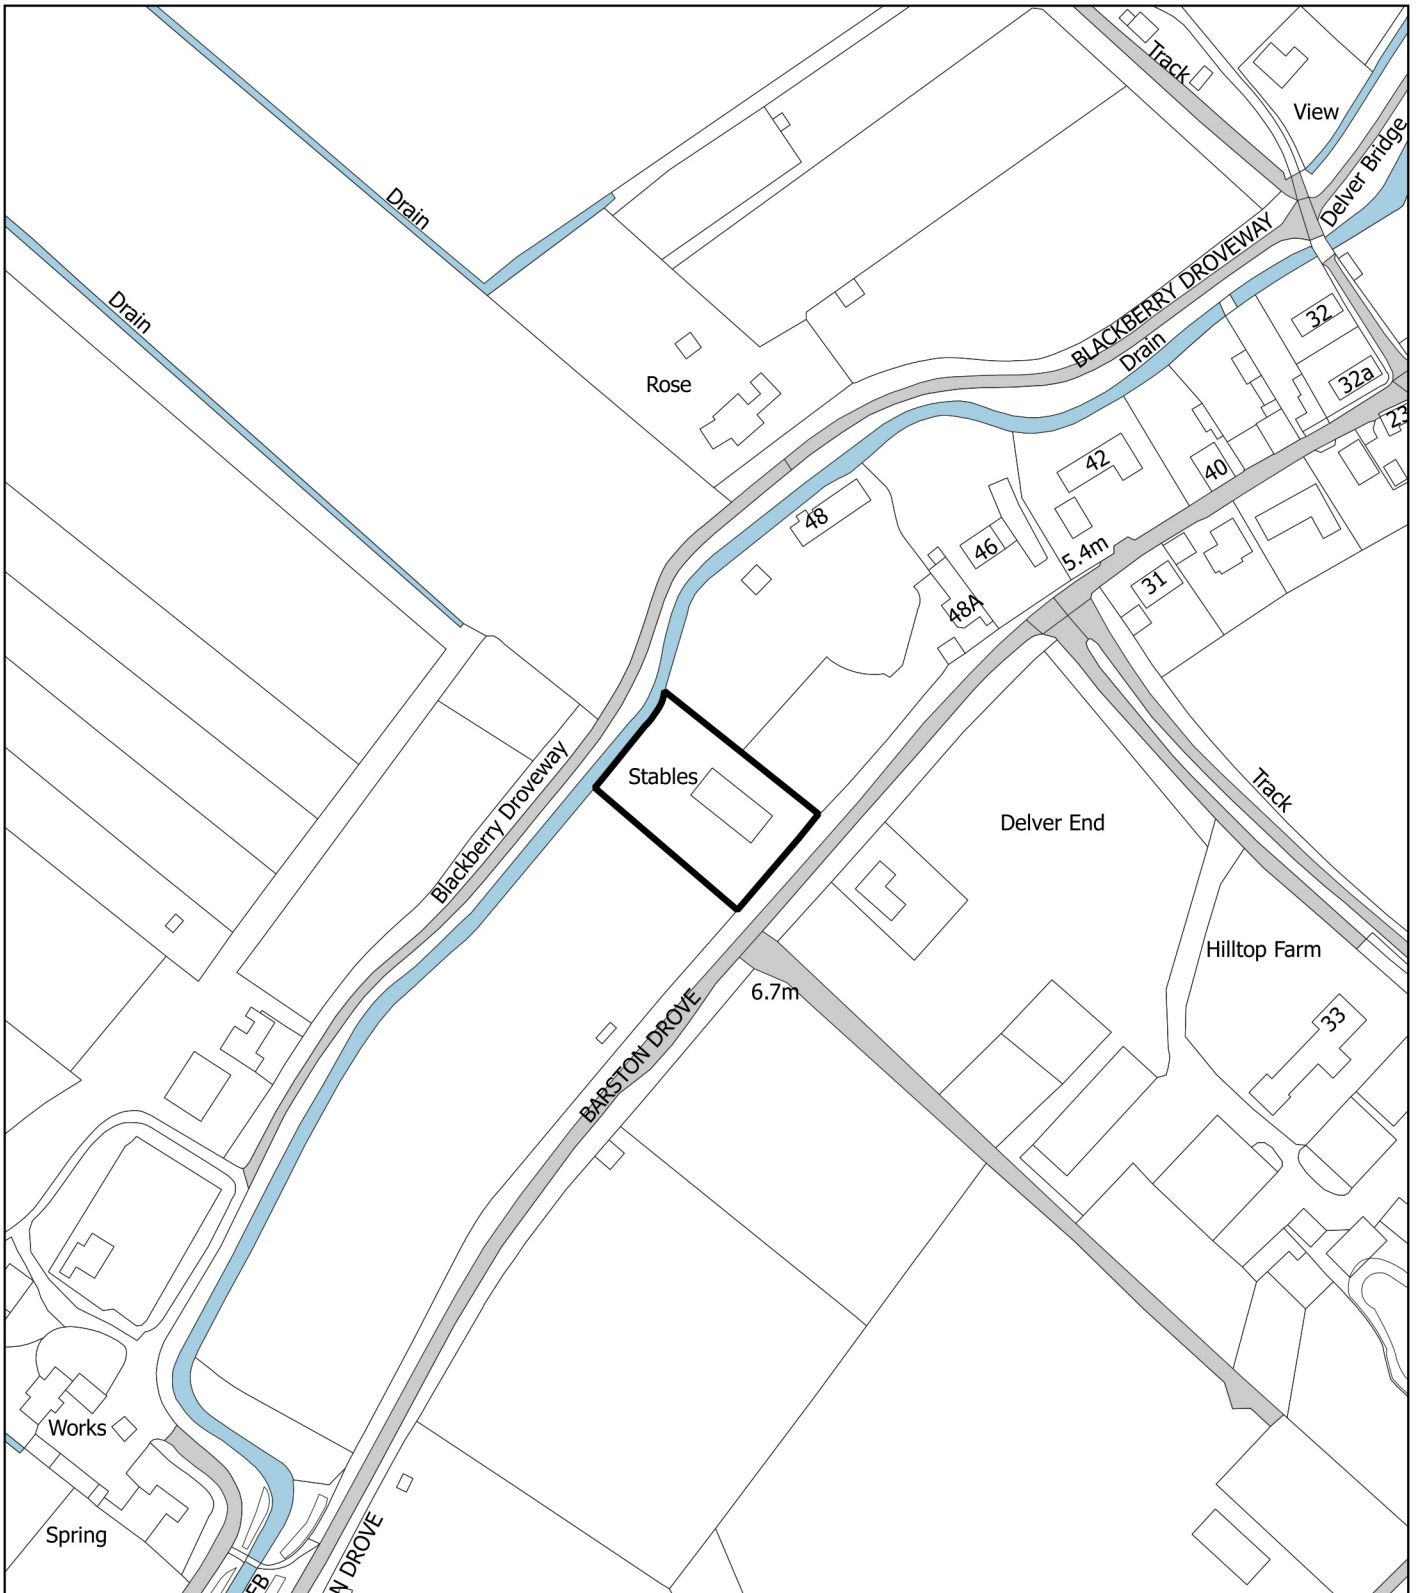 Track
View
Delver Bridge
Drain
BLACKBERRY DROVEWAY
Drain
Drain
32
32a
23
Rose
42
40
48
46
5.4m
31
48A
Stables
Blackberry Droveway
Track
Delver End
Hilltop Farm
6.7m
BARSTON DROVE
33
Works
Spring
FB
N DROVE